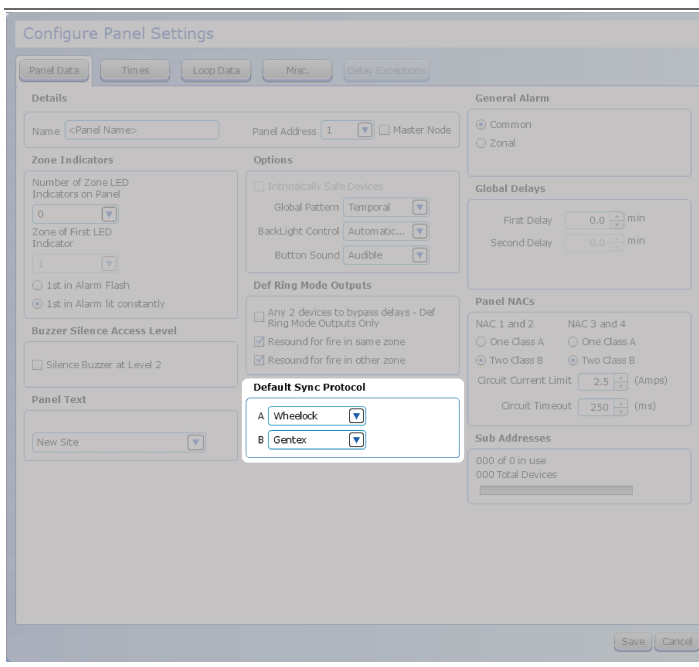 Configure Panel Settings
Panel Data Times Loop Data Misc. Delay Exceptions
Details
Name <Panel Name> Panel Address 1 Master Node
Zone Indicators
Number of Zone LED
Indicators on Panel
0
Zone of First LED
Indicator
1
1st in Alarm Flash
1st in Alarm lit constantly
Buzzer Silence Access Level
Silence Buzzer at Level 2
Panel Text
New Site
Options
Intrinsically Safe Devices
Global Pattern Temporal
BackLight Control Automatic...
Button Sound Audible
Def Ring Mode Outputs
Any 2 devices to bypass delays - Def
Ring Mode Outputs Only
Resound for fire in same zone
Resound for fire in other zone
Default Sync Protocol
A Wheelock
B Gentex
General Alarm
Common
Zonal
Global Delays
First Delay 0.0 min
Second Delay 0.0 min
Panel NACs
NAC 1 and 2 NAC 3 and 4
One Class A One Class A
Two Class B Two Class B
Circuit Current Limit 2.5 (Amps)
Circuit Timeout 250 (ms)
Sub Addresses
000 of 0 in use
000 Total Devices
Save Cancel